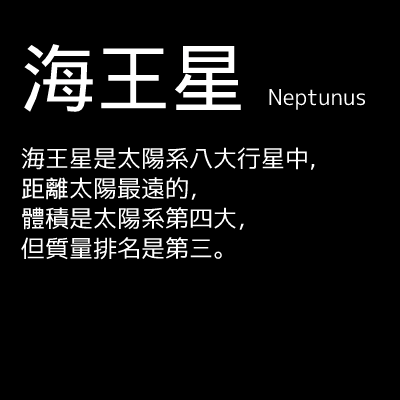 海王星 Neptunus
海王星是太陽系八大行星中，
距離太陽最遠的，
體積是太陽系第四大，
但質量排名是第三。